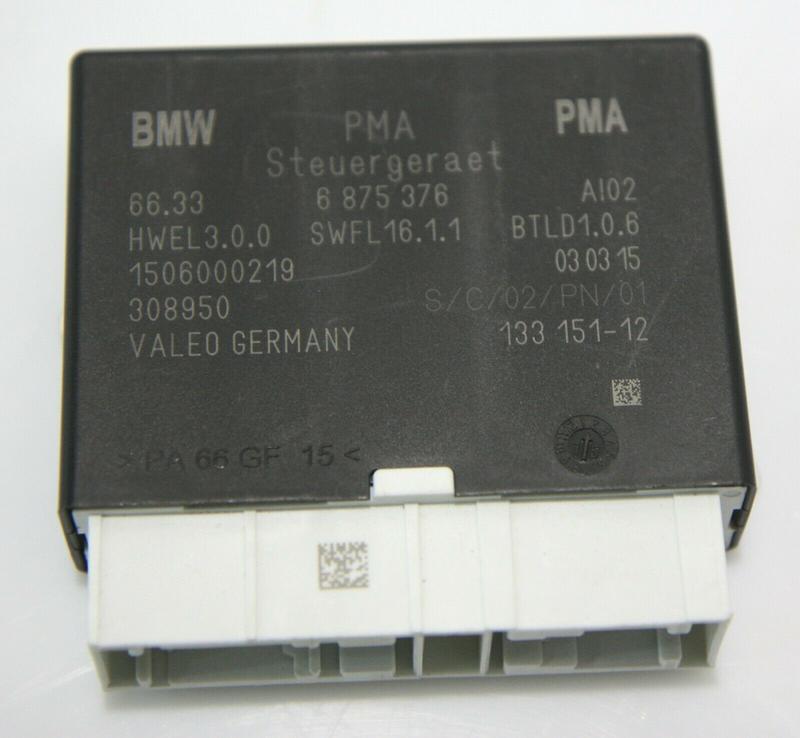 BMW PMA PMA
Steuergeraet
66.33 6 875 376 AI02
HWEL3.0.0 SWFL16.1.1 BTLD1.0.6
1506000219 03 03 15
308950 S/C/02/PN/01
VALEO GERMANY 133 151-12
> PA 66 GF 15 <